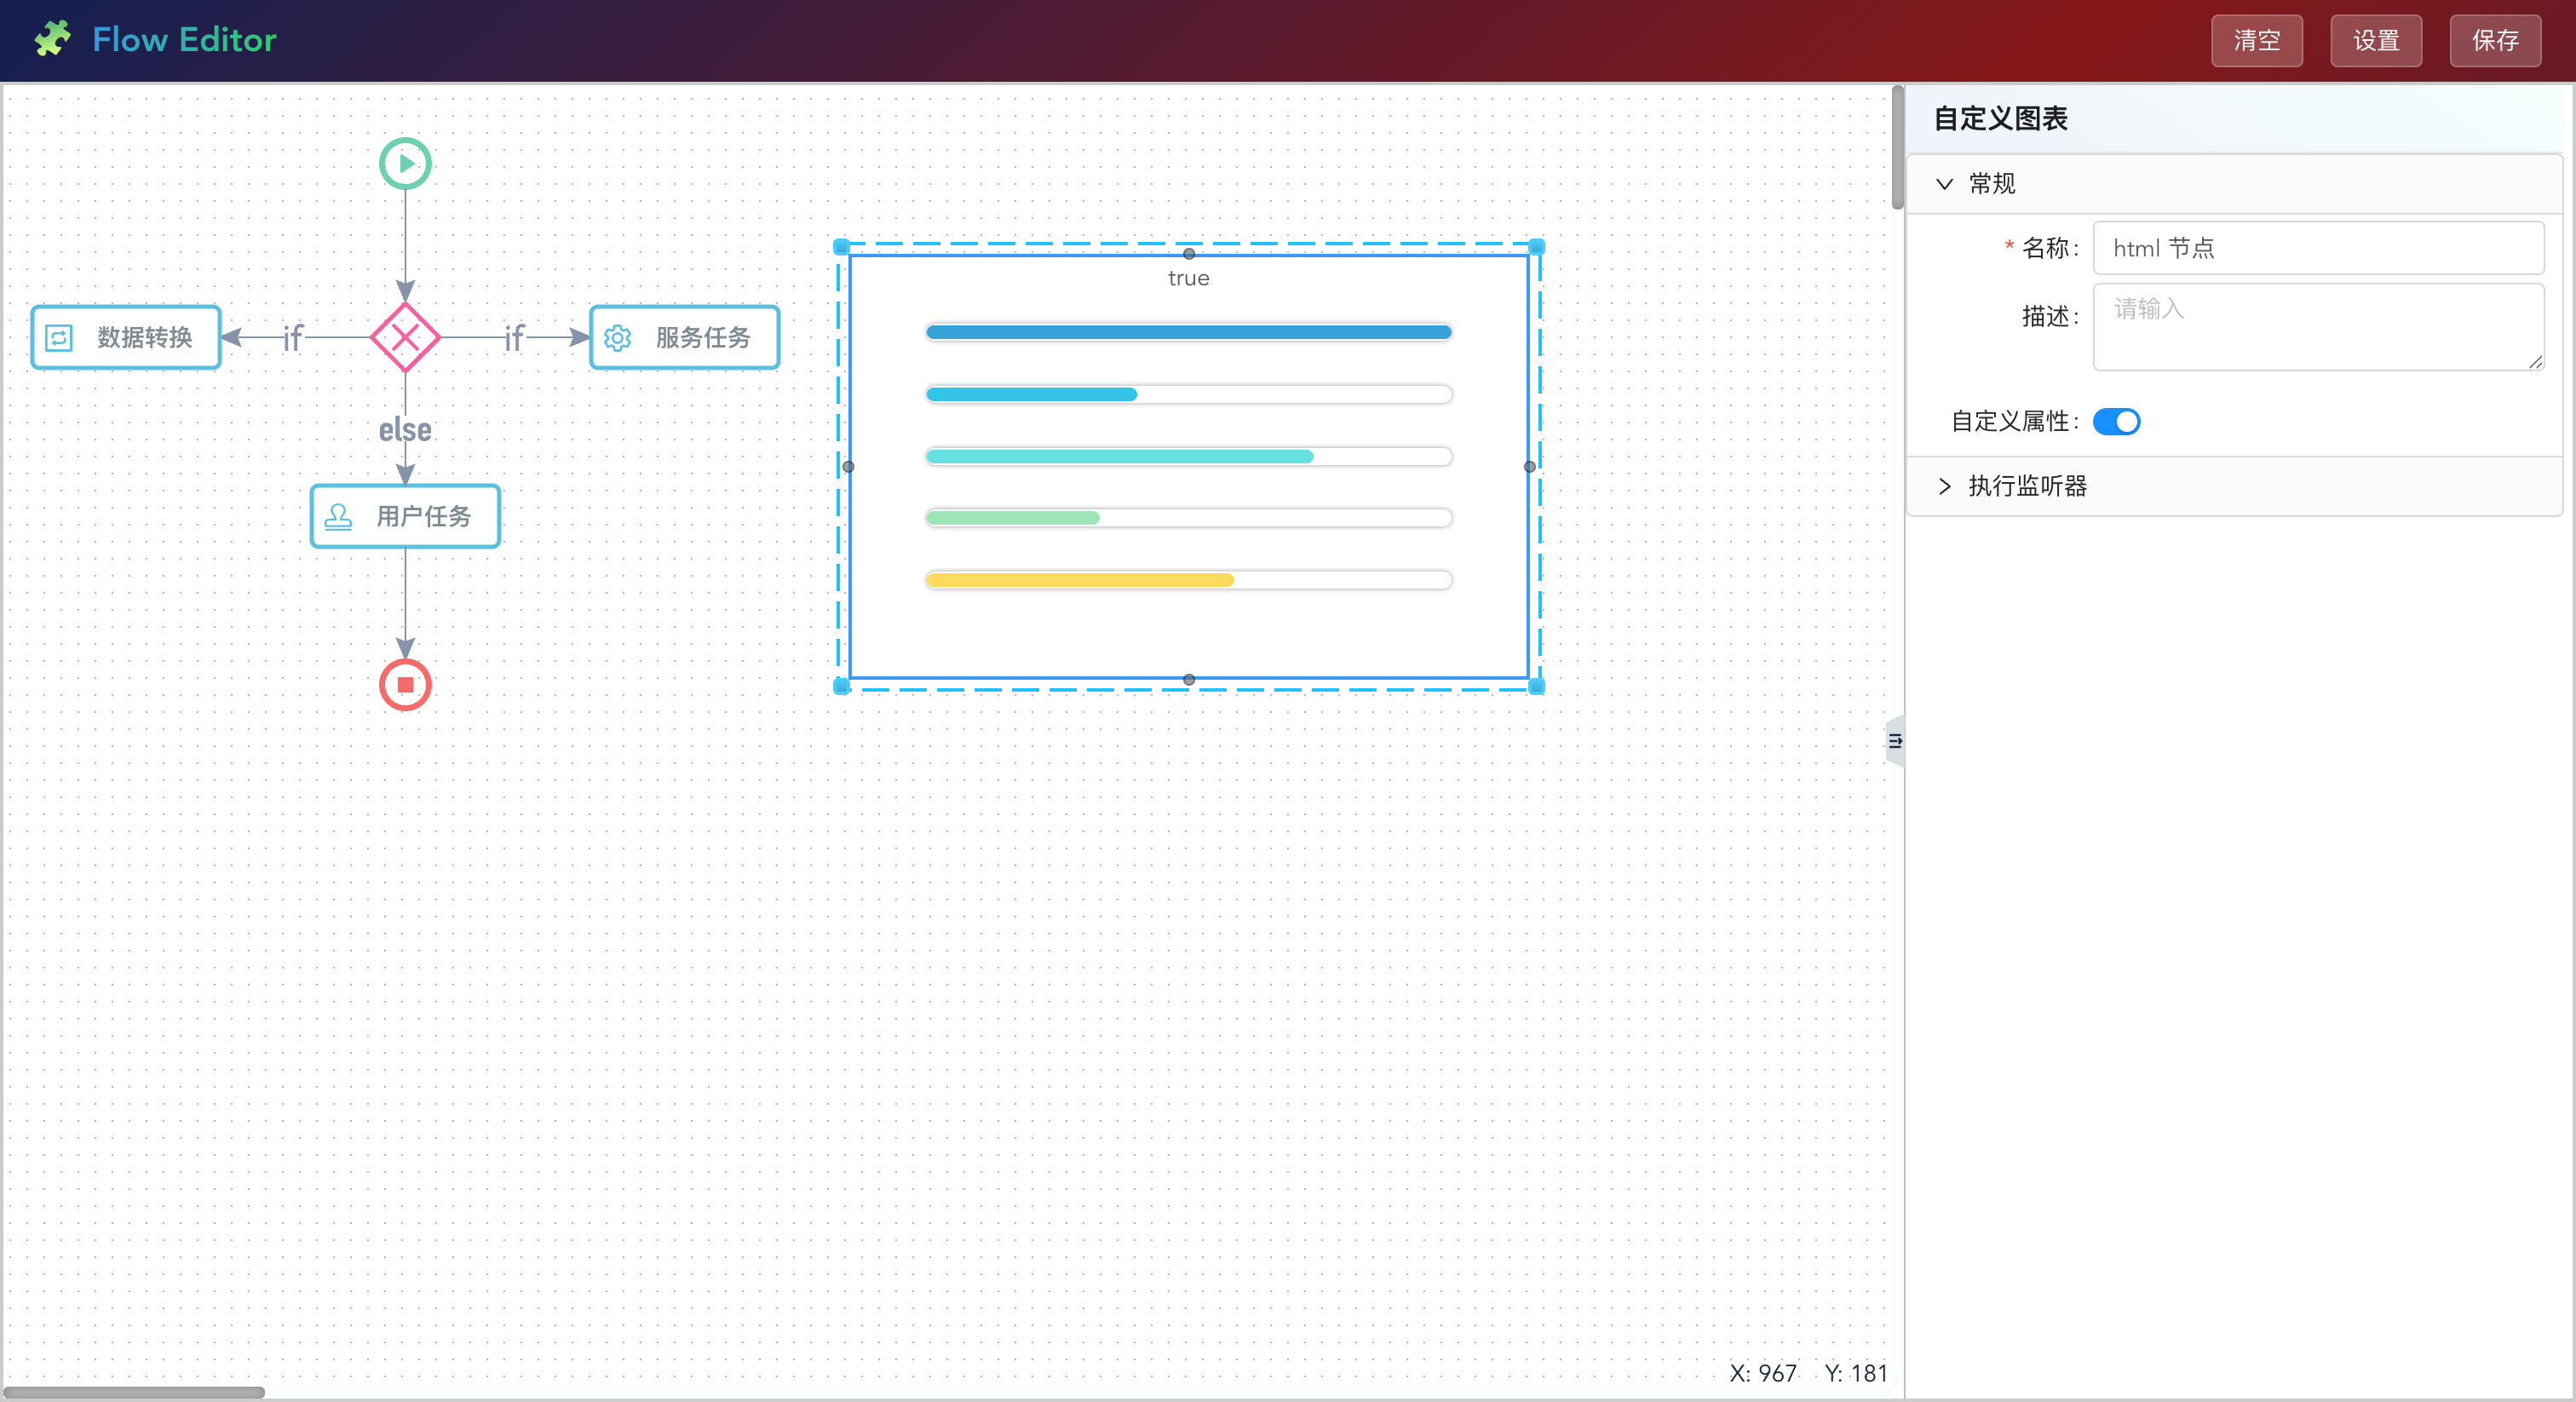 Flow Editor
清空
设置
保存
数据转换
if
if
服务任务
else
用户任务
true
自定义图表
常规
* 名称:
html 节点
描述:
请输入
自定义属性:
执行监听器
X: 967 Y: 181